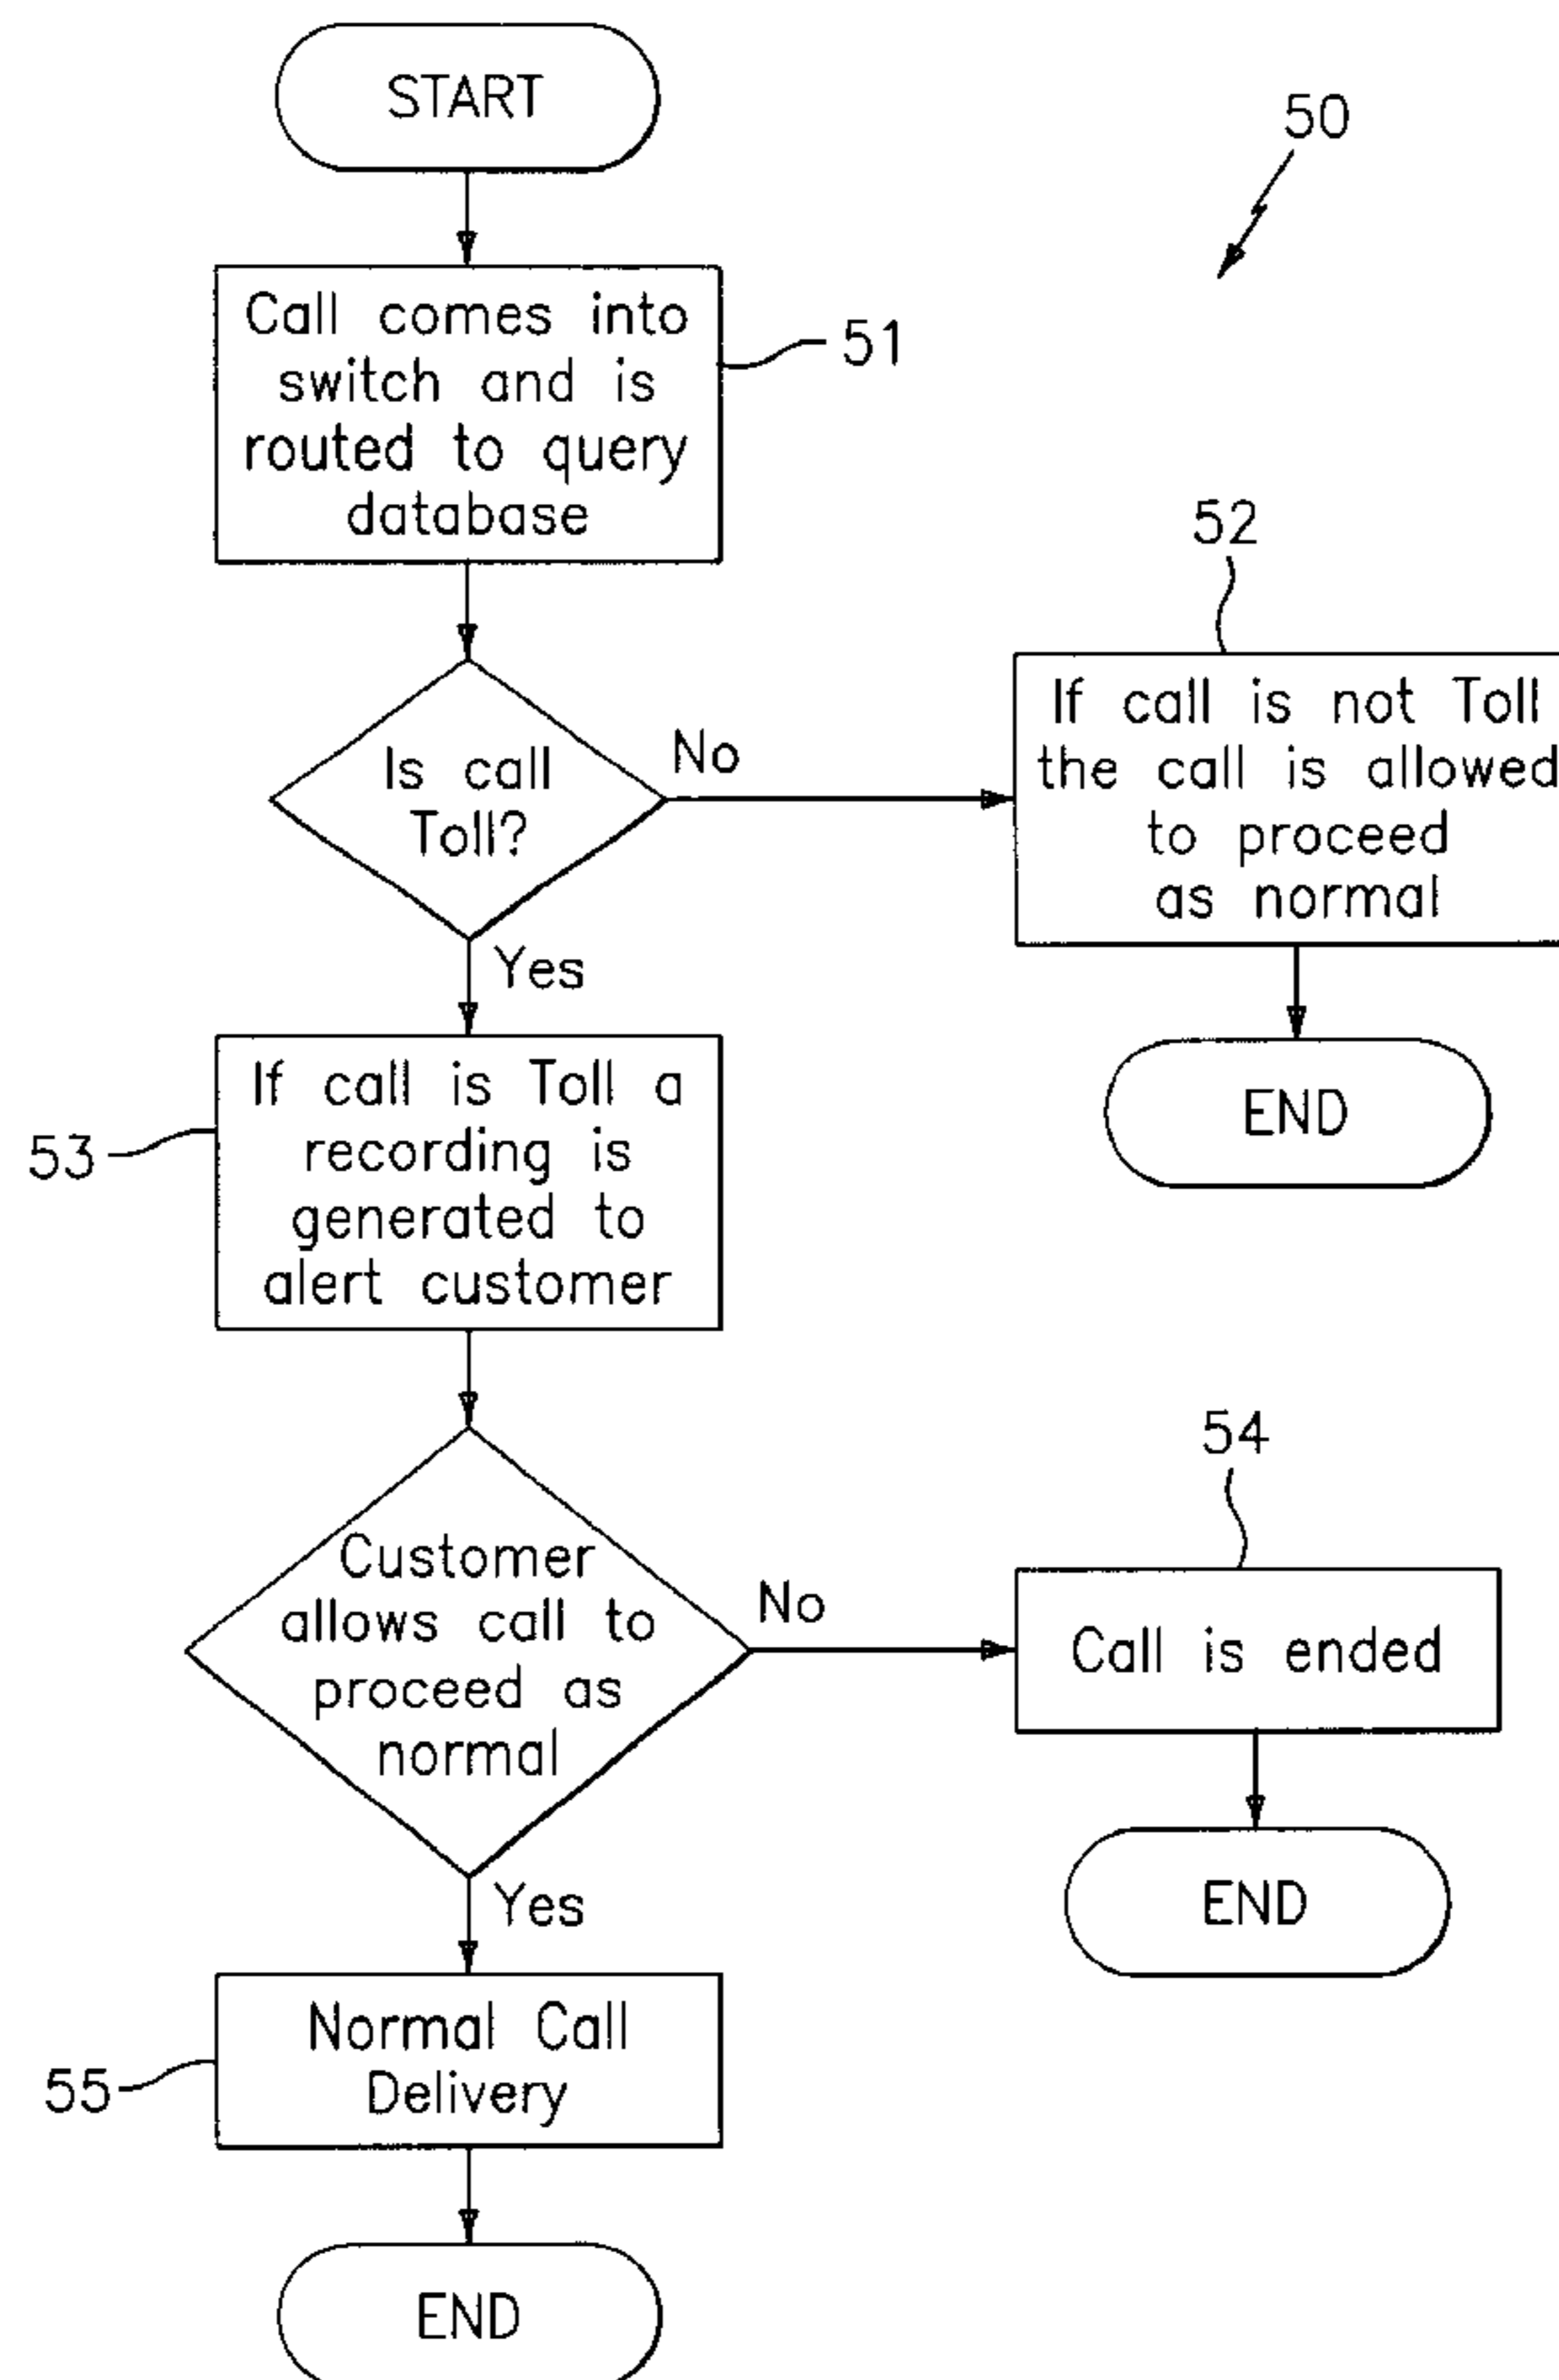 START
50
Call comes into
switch and is
routed to query
database
51
Is call
Toll?
No
52
If call is not Toll
the call is allowed
to proceed
as normal
END
Yes
53
If call is Toll a
recording is
generated to
alert customer
Customer
allows call to
proceed as
normal
No
54
Call is ended
END
Yes
55
Normal Call
Delivery
END